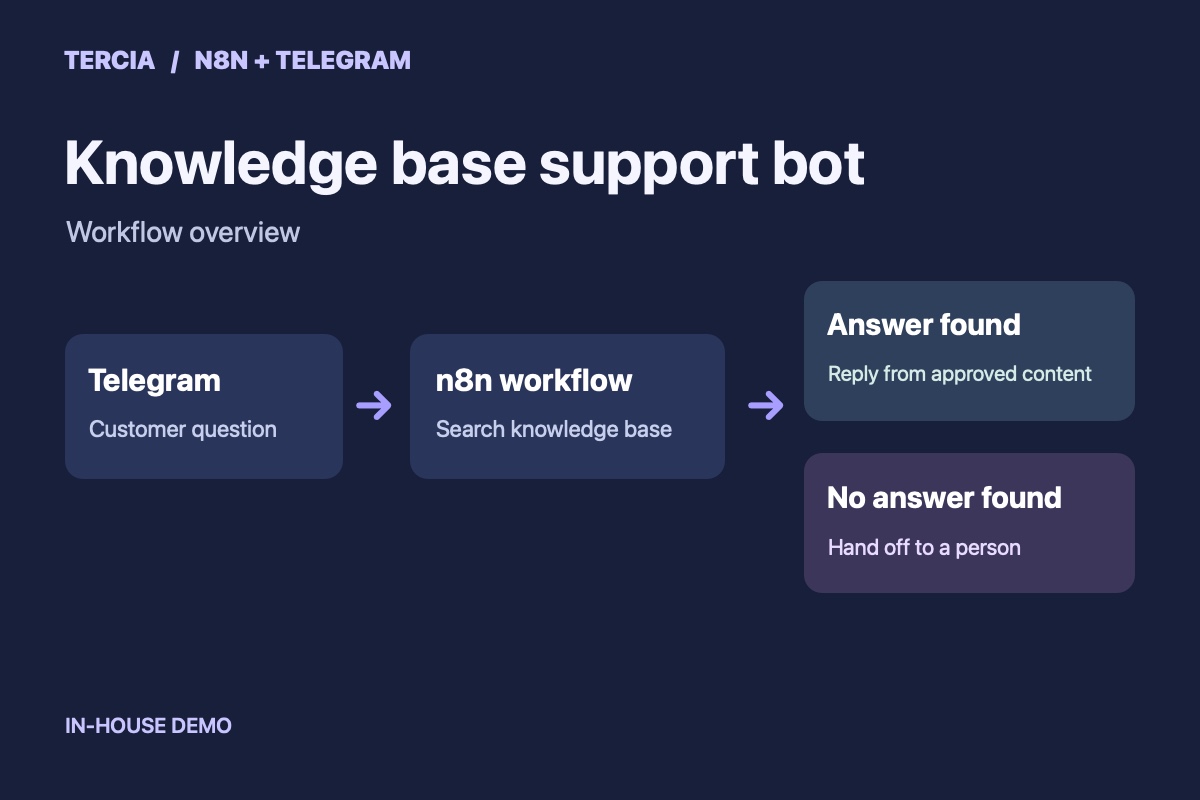 TERCIA / N8N + TELEGRAM
Knowledge base support bot
Workflow overview
Telegram
Customer question
n8n workflow
Search knowledge base
Answer found
Reply from approved content
No answer found
Hand off to a person
IN-HOUSE DEMO